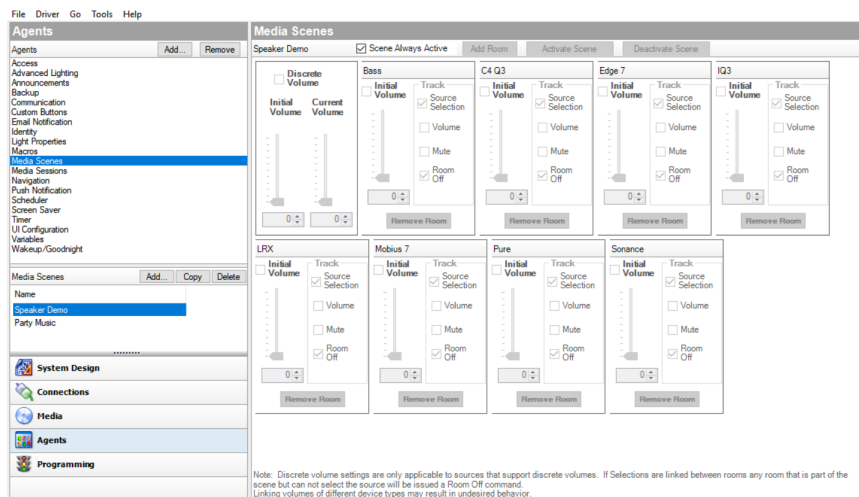 File Driver Go Tools Help
Agents
Agents Add... Remove
Access
Advanced Lighting
Announcements
Backup
Communication
Custom Buttons
Email Notification
Identity
Light Properties
Macros
Media Scenes
Media Sessions
Navigation
Push Notification
Scheduler
Screen Saver
Timer
UI Configuration
Variables
Wakeup/Goodnight
Media Scenes Add... Copy Delete
Name
Speaker Demo
Party Music
System Design
Connections
Media
Agents
Programming
Media Scenes
Speaker Demo Scene Always Active Add Room Activate Scene Deactivate Scene
Discrete
Volume
Initial Current
Volume Volume
0 0
Bass
Initial
Volume
Track
Source
Selection
Volume
Mute
Room
Off
0
Remove Room
C4 Q3
Initial
Volume
Track
Source
Selection
Volume
Mute
Room
Off
0
Remove Room
Edge 7
Initial
Volume
Track
Source
Selection
Volume
Mute
Room
Off
0
Remove Room
IQ3
Initial
Volume
Track
Source
Selection
Volume
Mute
Room
Off
0
Remove Room
LRX
Initial
Volume
Track
Source
Selection
Volume
Mute
Room
Off
0
Remove Room
Mobius 7
Initial
Volume
Track
Source
Selection
Volume
Mute
Room
Off
0
Remove Room
Pure
Initial
Volume
Track
Source
Selection
Volume
Mute
Room
Off
0
Remove Room
Sonance
Initial
Volume
Track
Source
Selection
Volume
Mute
Room
Off
0
Remove Room
Note: Discrete volume settings are only applicable to sources that support discrete volumes. If Selections are linked between rooms any room that is part of the
scene but can not select the source will be issued a Room Off command.
Linking volumes of different device types may result in undesired behavior.